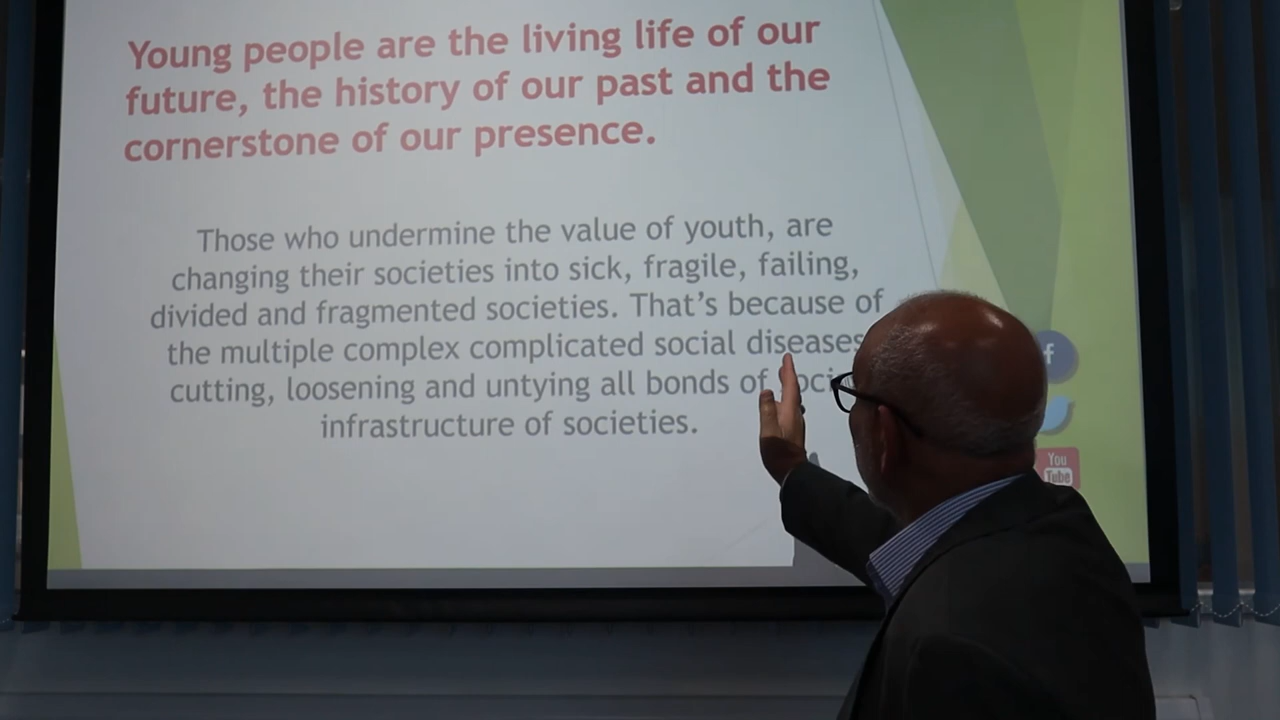 Young people are the living life of our
future, the history of our past and the
cornerstone of our presence.
Those who undermine the value of youth, are
changing their societies into sick, fragile, failing,
divided and fragmented societies. That's because of
the multiple complex complicated social diseases
cutting, loosening and untying all bonds of
infrastructure of societies.
f
You
Tube